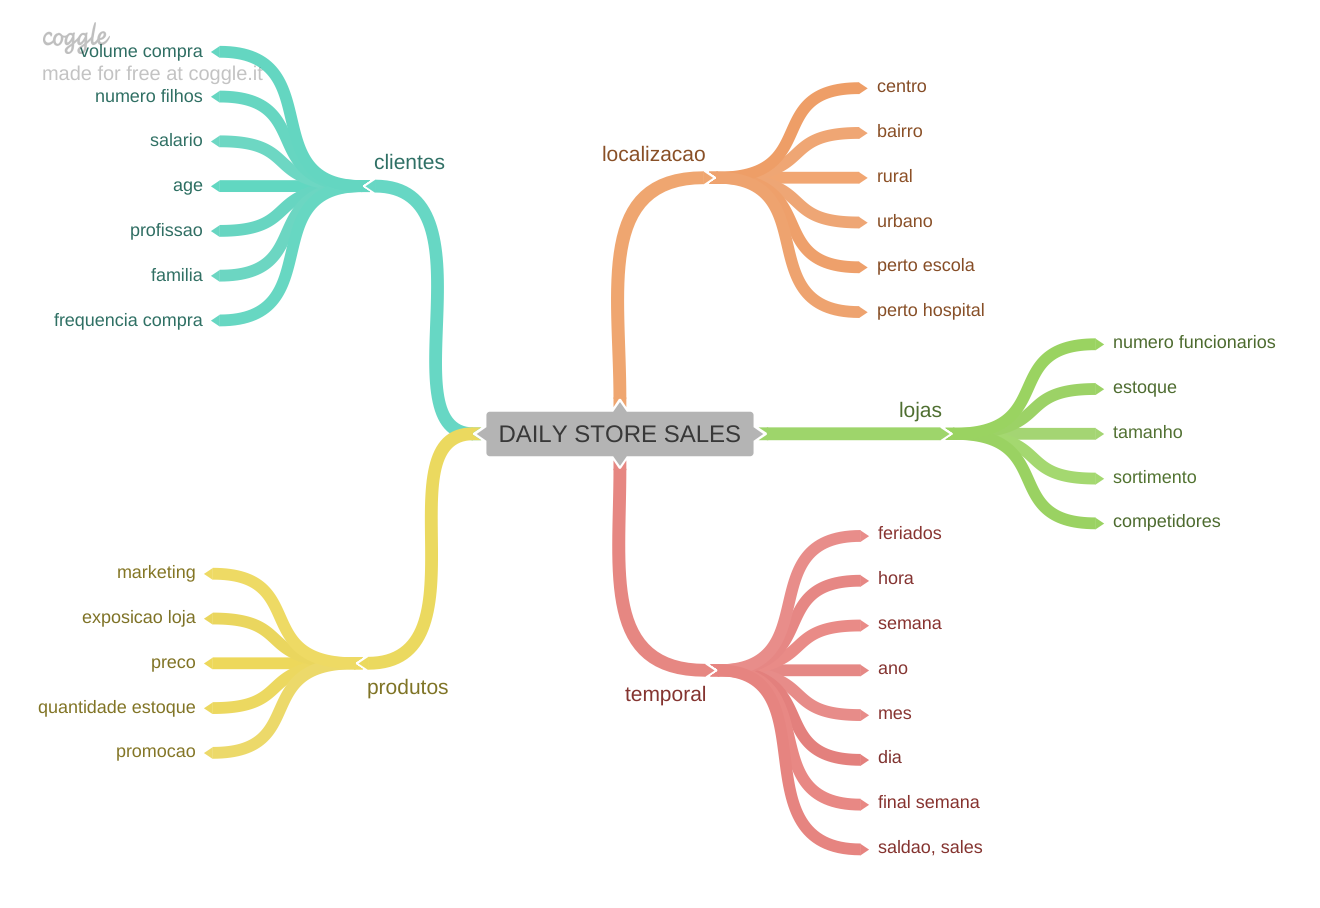 coggle
made for free at coggle.it
volume compra
numero filhos
salario
age
profissao
familia
frequencia compra
clientes
localizacao
centro
bairro
rural
urbano
perto escola
perto hospital
DAILY STORE SALES
lojas
numero funcionarios
estoque
tamanho
sortimento
competidores
marketing
exposicao loja
preco
quantidade estoque
promocao
produtos
temporal
feriados
hora
semana
ano
mes
dia
final semana
saldao, sales